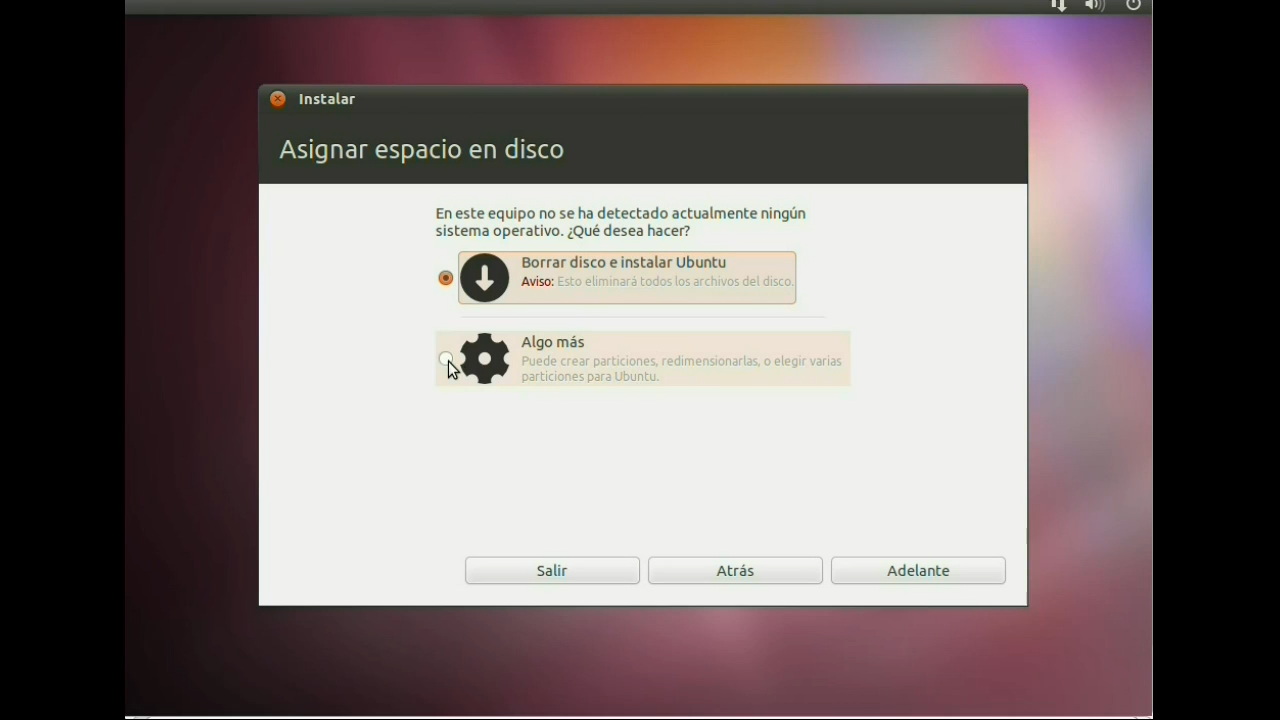 Instalar
Asignar espacio en disco
En este equipo no se ha detectado actualmente ningún
sistema operativo. ¿Qué desea hacer?
Borrar disco e instalar Ubuntu
Aviso: Esto eliminará todos los archivos del disco.
Algo más
Puede crear particiones, redimensionarlas, o elegir varias
particiones para Ubuntu.
Salir Atrás Adelante